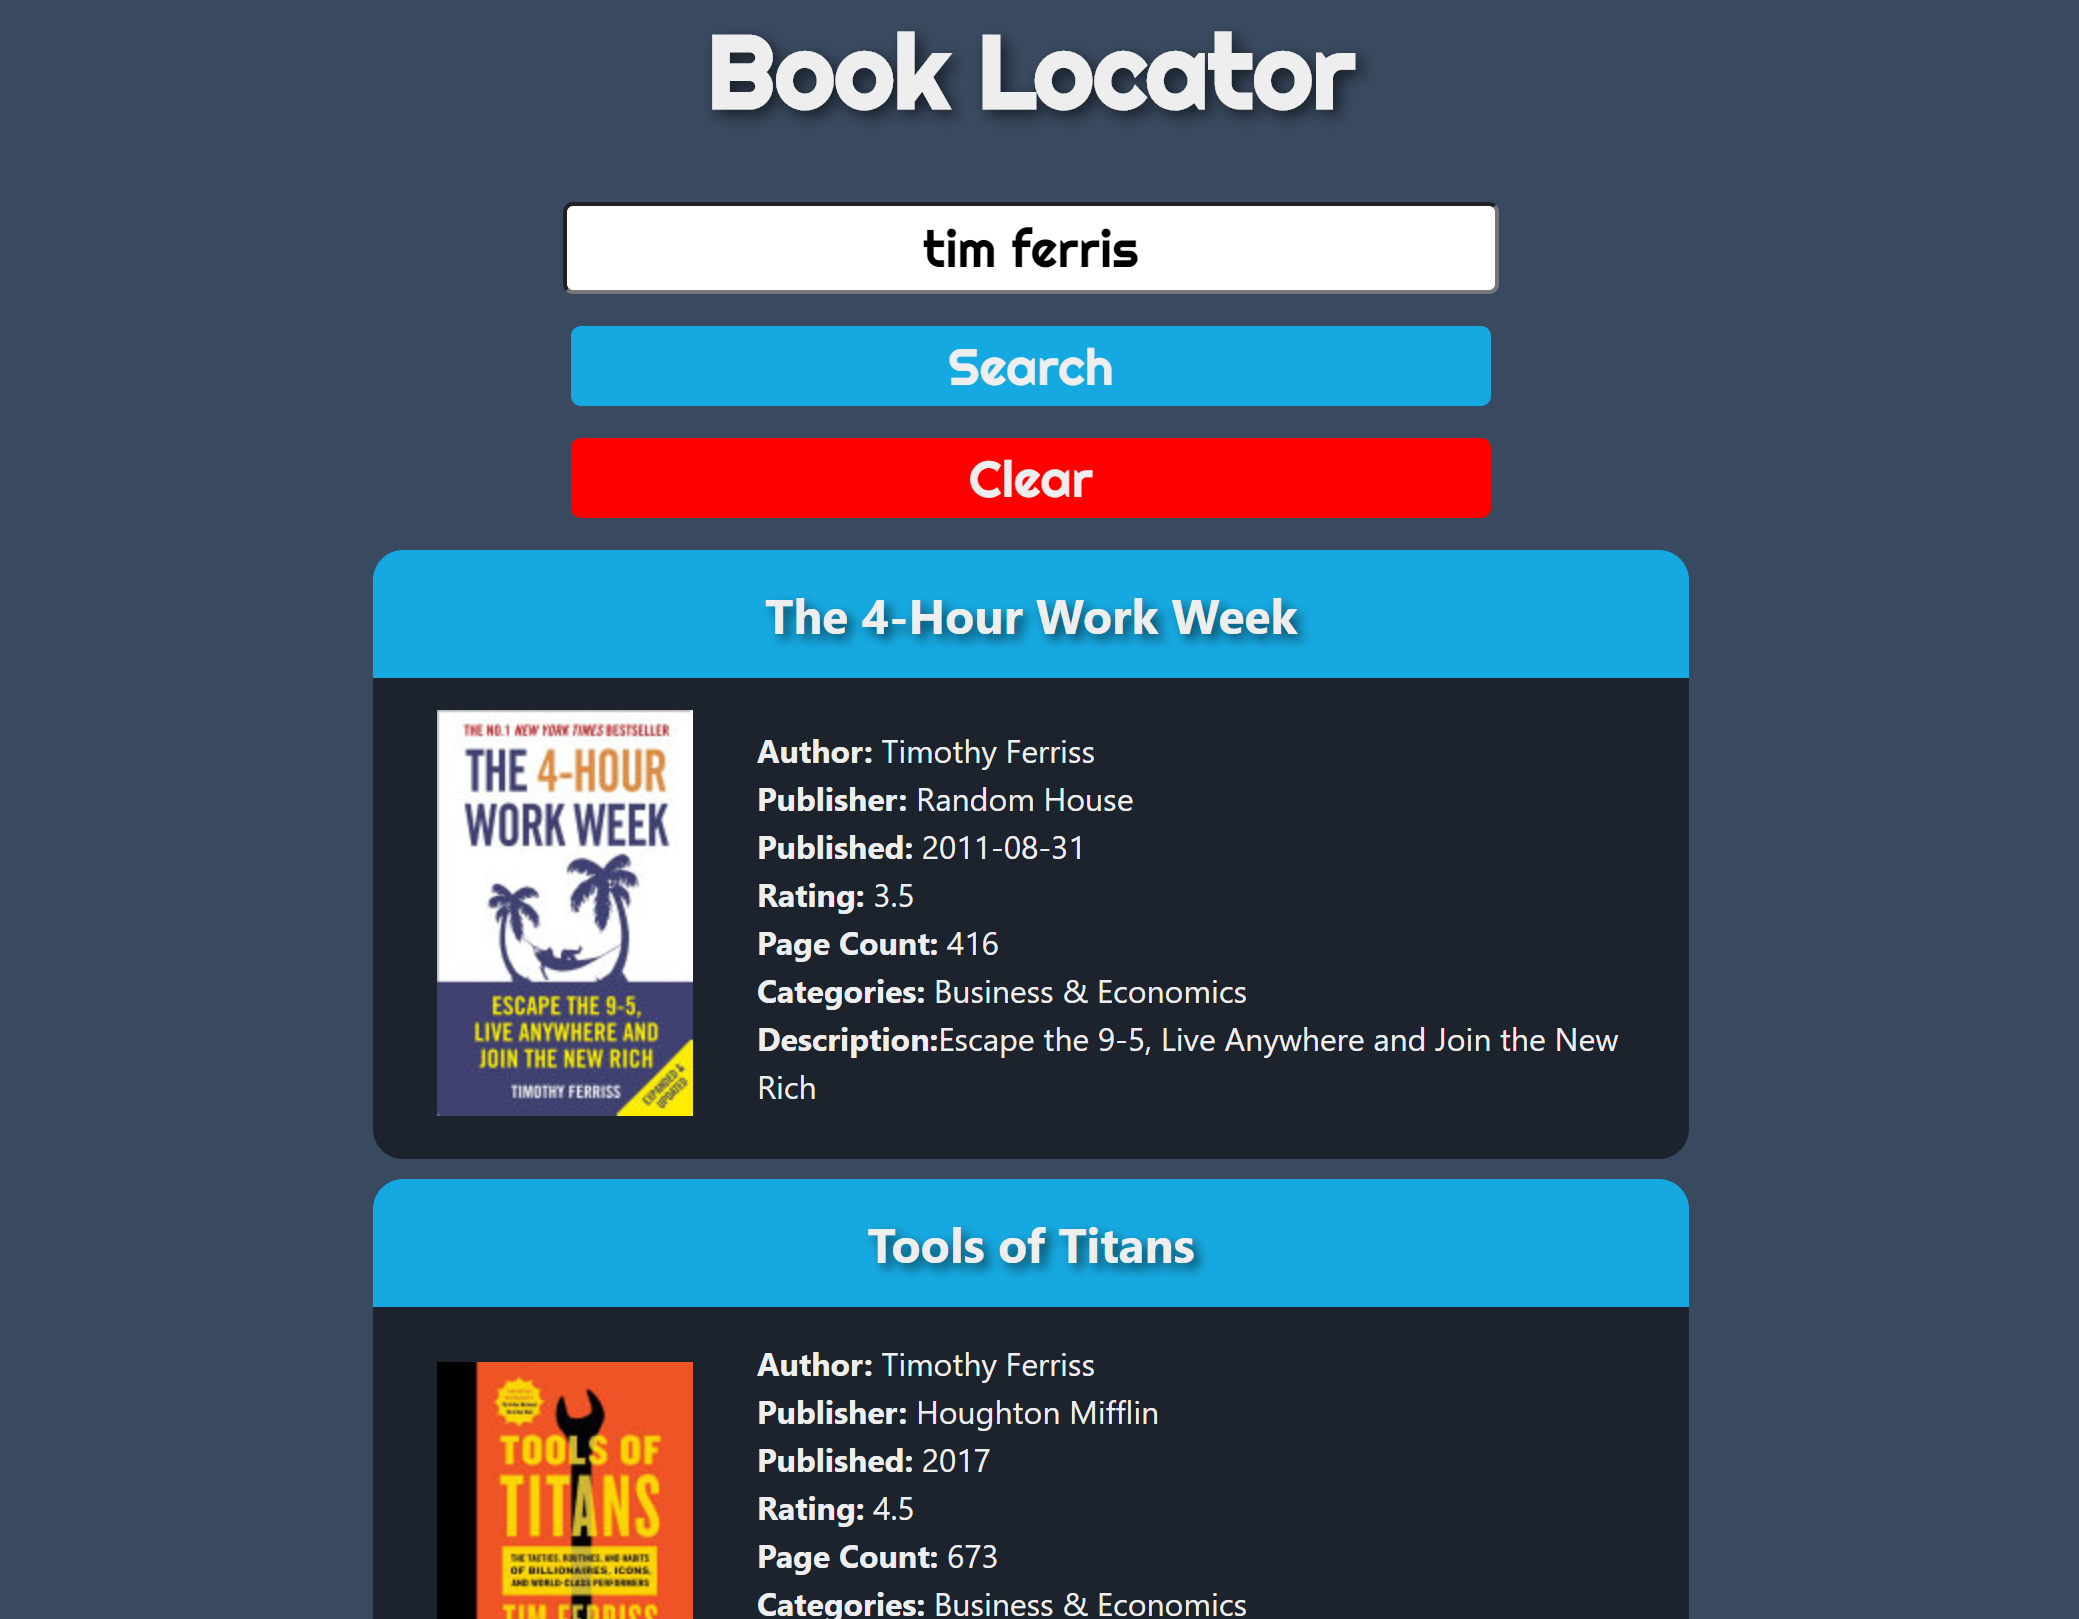 Book Locator
tim ferris
Search
Clear
The 4-Hour Work Week
THE NO.1 NEW YORK TIMES BESTSELLER
THE 4-HOUR
WORK WEEK
ESCAPE THE 9-5,
LIVE ANYWHERE AND
JOIN THE NEW RICH
TIMOTHY FERRISS
EXPANDED &
UPDATED
Author: Timothy Ferriss
Publisher: Random House
Published: 2011-08-31
Rating: 3.5
Page Count: 416
Categories: Business & Economics
Description:Escape the 9-5, Live Anywhere and Join the New
Rich
Tools of Titans
TOOLS OF
TITANS
THE TACTICS, ROUTINES, AND HABITS
OF BILLIONAIRES, ICONS,
AND WORLD-CLASS PERFORMERS
TIM FERRISS
Author: Timothy Ferriss
Publisher: Houghton Mifflin
Published: 2017
Rating: 4.5
Page Count: 673
Categories: Business & Economics